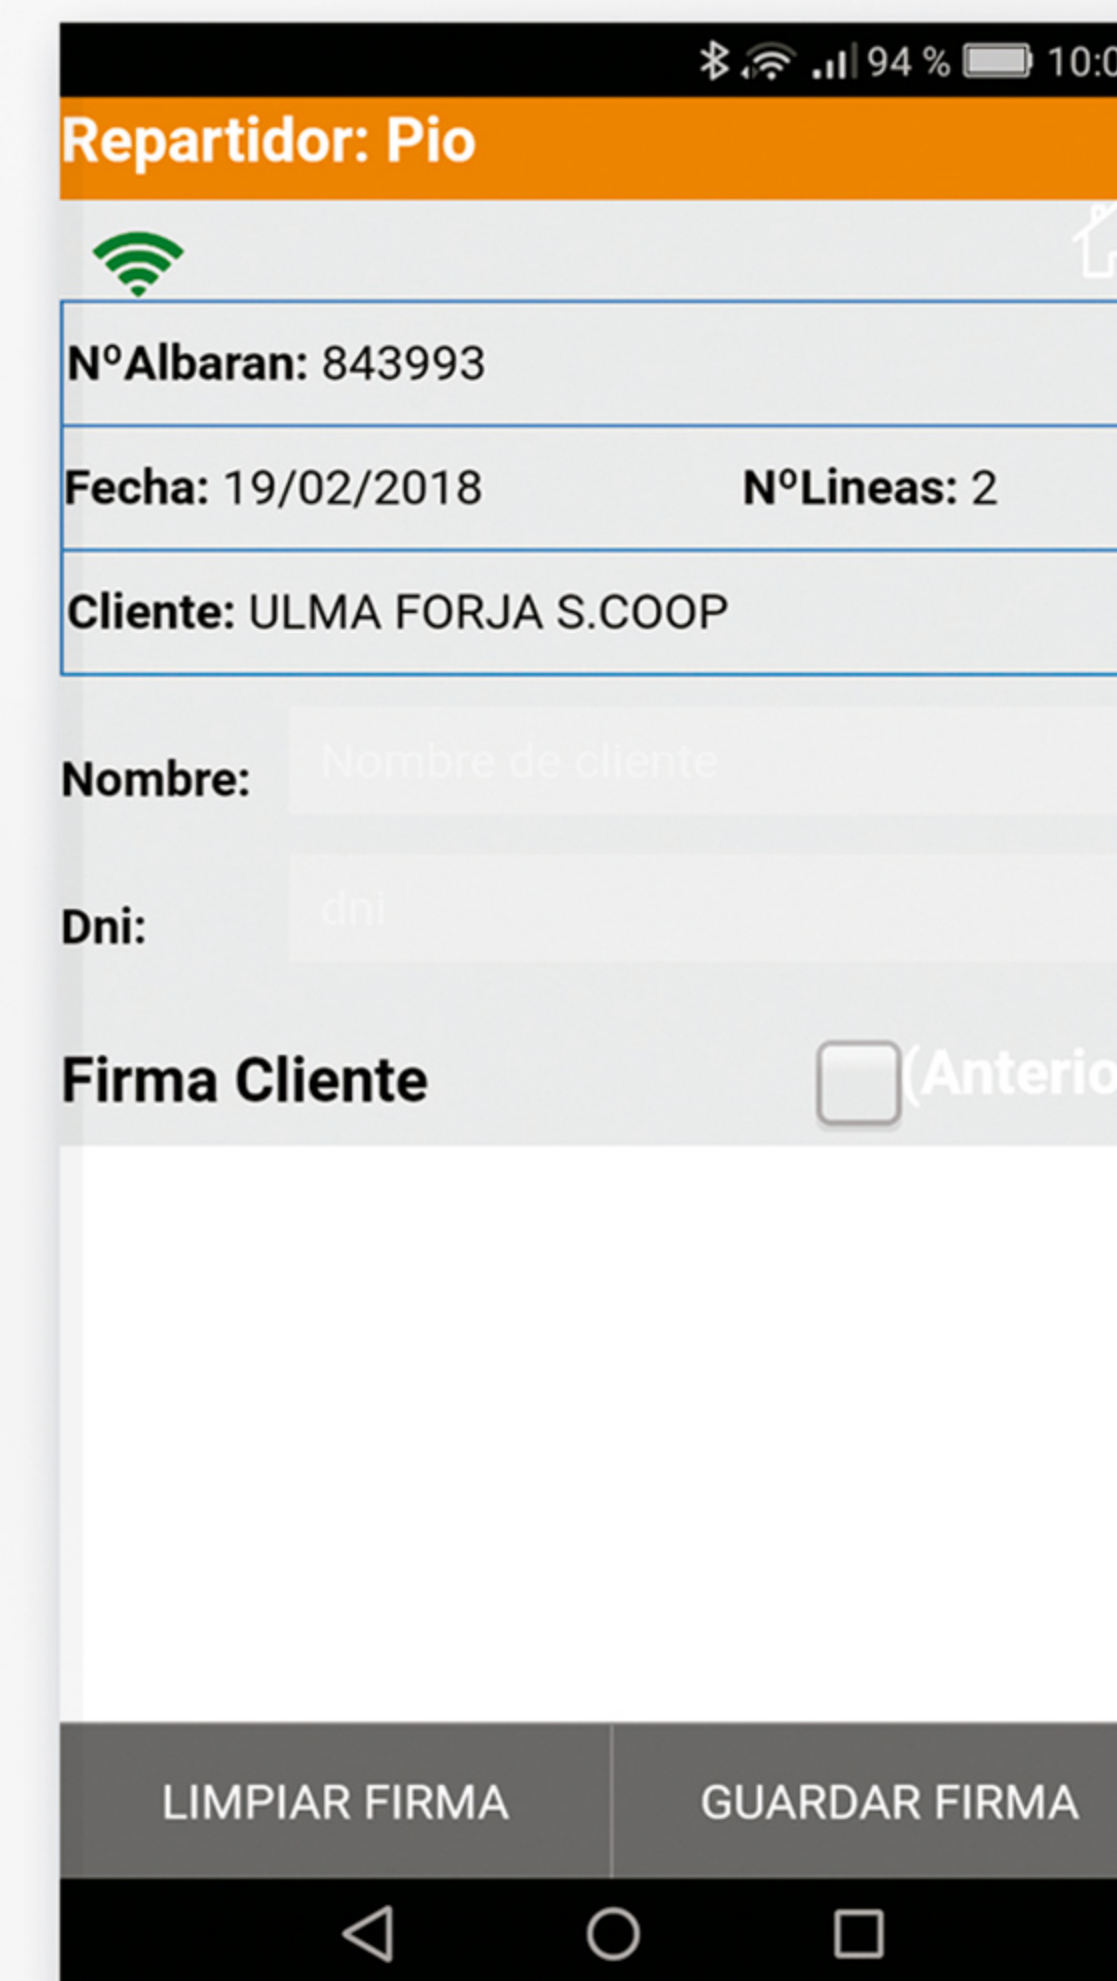 94 %
Repartidor: Pio
NºAlbaran: 843993
Fecha: 19/02/2018 NºLineas: 2
Cliente: ULMA FORJA S.COOP
Nombre: Nombre de cliente
Dni: dni
Firma Cliente
LIMPIAR FIRMA GUARDAR FIRMA